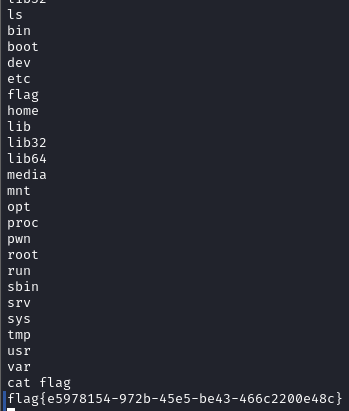 lib32
ls
bin
boot
dev
etc
flag
home
lib
lib32
lib64
media
mnt
opt
proc
pwn
root
run
sbin
srv
sys
tmp
usr
var
cat flag
flag{e5978154-972b-45e5-be43-466c2200e48c}